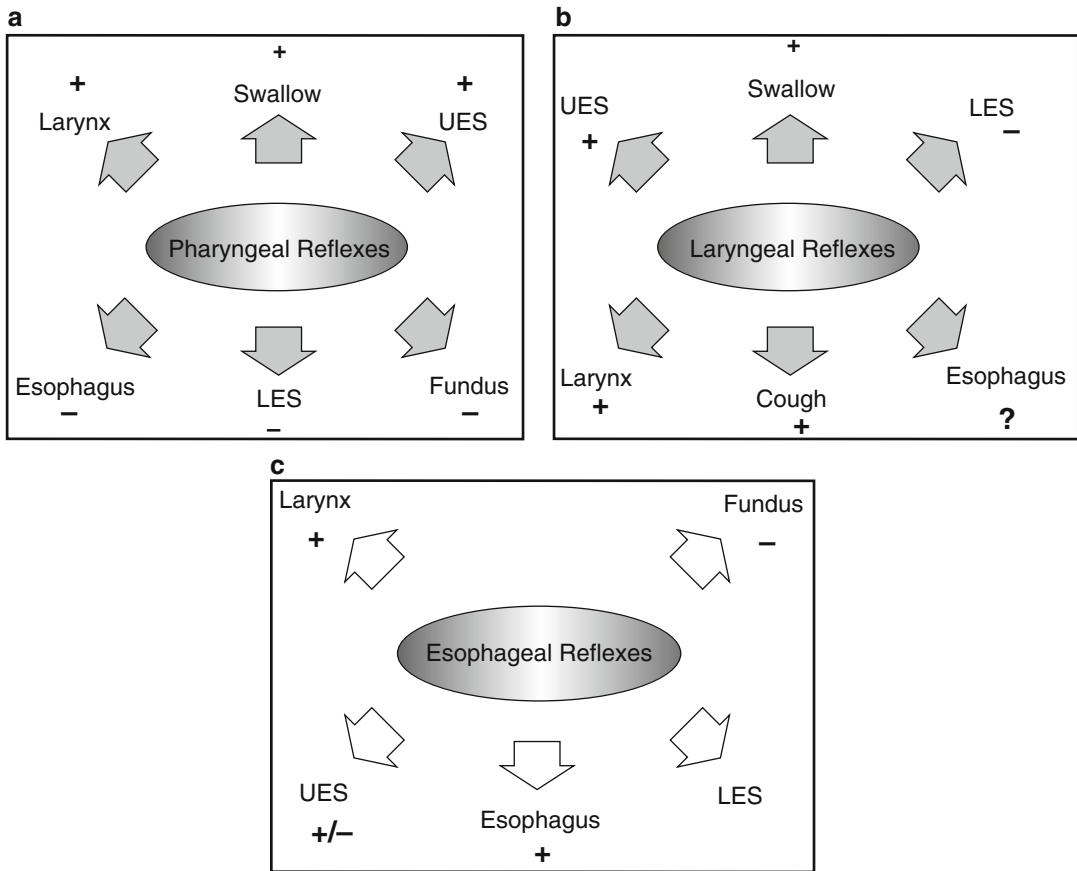 a
+
+
+
Swallow
Larynx
UES
Pharyngeal Reflexes
Esophagus
–
LES
–
Fundus
–
b
+
UES
+
Swallow
LES
–
Laryngeal Reflexes
Larynx
+
Cough
+
Esophagus
?
c
Larynx
+
Fundus
–
Esophageal Reflexes
UES
+/–
Esophagus
+
LES